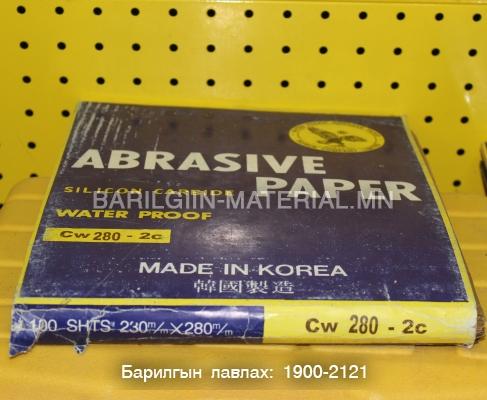 ABRASIVE
PAPER
SILICON CARBIDE
BARILGIIN-MATERIAL.MN
WATER PROOF
Cw 280 - 2c
MADE IN KOREA
韓國製造
100 SHTS 230m/m X 280m/m
Cw 280 - 2c
Барилгын лавлах: 1900-2121